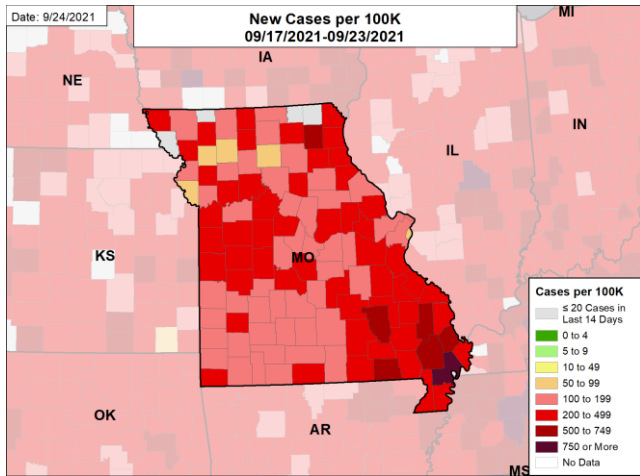 Date: 9/24/2021
New Cases per 100K
09/17/2021-09/23/2021
MI
IA
NE
IN
IL
KS
MO
OK
AR
MS
Cases per 100K
≤ 20 Cases in
Last 14 Days
0 to 4
5 to 9
10 to 49
50 to 99
100 to 199
200 to 499
500 to 749
750 or More
No Data